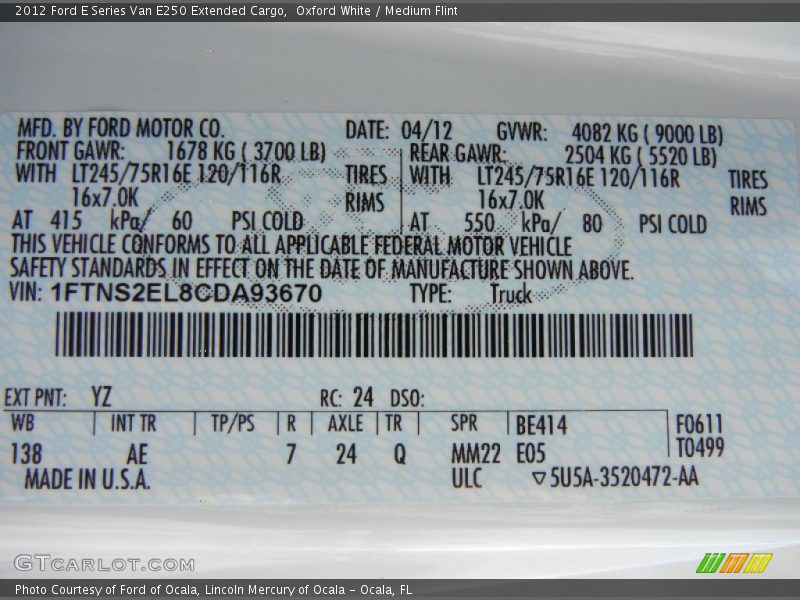 2012 Ford E Series Van E250 Extended Cargo,  Oxford White / Medium Flint
MFD. BY FORD MOTOR CO. DATE: 04/12 GVWR: 4082 KG ( 9000 LB)
FRONT GAWR: 1678 KG ( 3700 LB) REAR GAWR: 2504 KG ( 5520 LB)
WITH LT245/75R16E 120/116R TIRES WITH LT245/75R16E 120/116R TIRES
16x7.0K RIMS 16x7.0K RIMS
AT 415 kPa/ 60 PSI COLD AT 550 kPa/ 80 PSI COLD
THIS VEHICLE CONFORMS TO ALL APPLICABLE FEDERAL MOTOR VEHICLE
SAFETY STANDARDS IN EFFECT ON THE DATE OF MANUFACTURE SHOWN ABOVE.
VIN: 1FTNS2EL8CDA93670 TYPE: Truck
EXT PNT: YZ RC: 24 DSO:
WB INT TR TP/PS R AXLE TR SPR BE414 F0611
138 AE 7 24 Q MM22 E05 T0499
MADE IN U.S.A. ULC ▽5U5A-3520472-AA
GTCARLOT.COM
Photo Courtesy of Ford of Ocala, Lincoln Mercury of Ocala – Ocala, FL